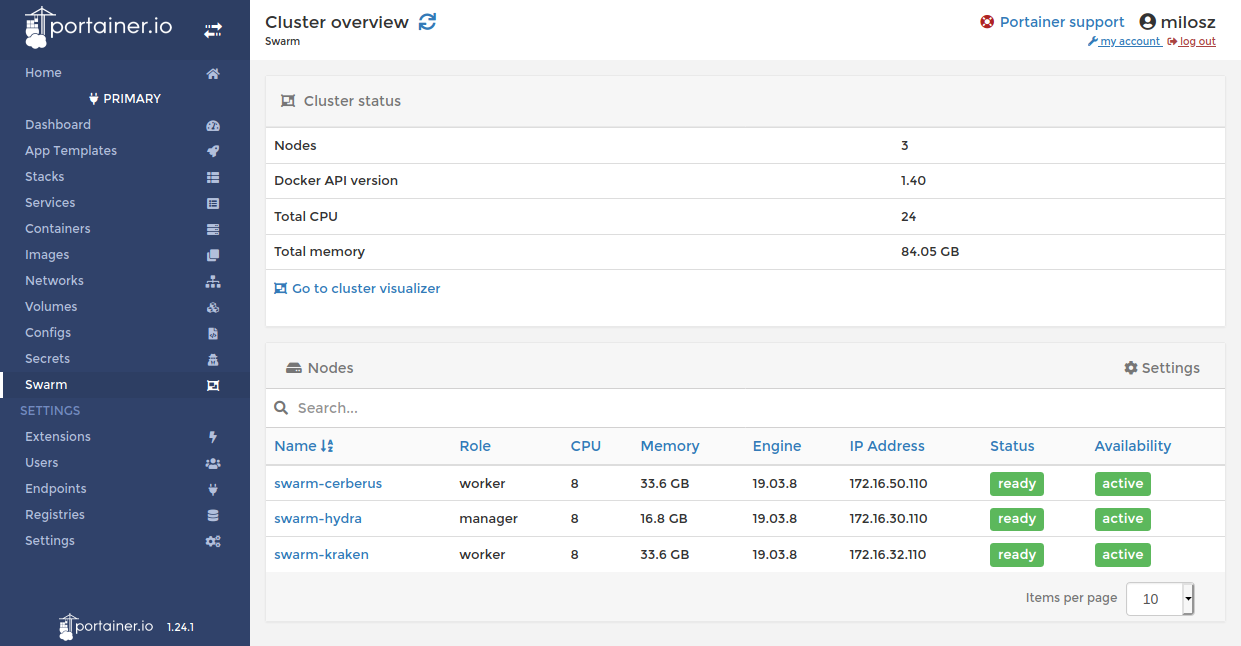 portainer.io
Home
PRIMARY
Dashboard
App Templates
Stacks
Services
Containers
Images
Networks
Volumes
Configs
Secrets
Swarm
SETTINGS
Extensions
Users
Endpoints
Registries
Settings
portainer.io 1.24.1
Cluster overview
Swarm
Portainer support milosz
my account log out
Cluster status
Nodes 3
Docker API version 1.40
Total CPU 24
Total memory 84.05 GB
Go to cluster visualizer
Nodes Settings
Search...
Name Role CPU Memory Engine IP Address Status Availability
swarm-cerberus worker 8 33.6 GB 19.03.8 172.16.50.110 ready active
swarm-hydra manager 8 16.8 GB 19.03.8 172.16.30.110 ready active
swarm-kraken worker 8 33.6 GB 19.03.8 172.16.32.110 ready active
Items per page 10